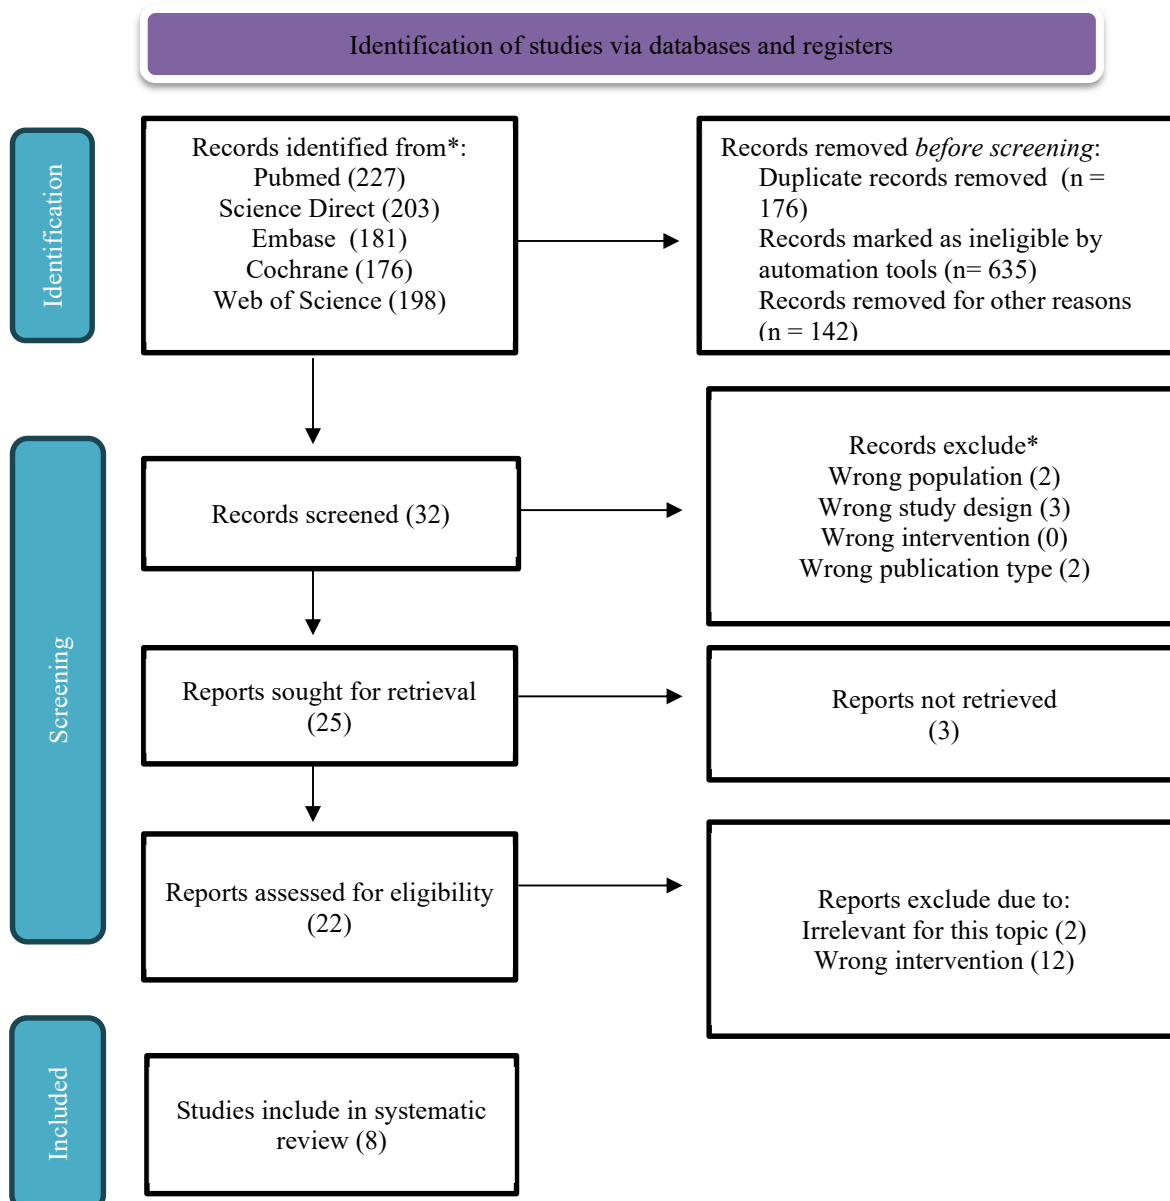 Identification of studies via databases and registers
Identification
Records identified from*:
Pubmed (227)
Science Direct (203)
Embase (181)
Cochrane (176)
Web of Science (198)
Records removed before screening:
Duplicate records removed (n =
176)
Records marked as ineligible by
automation tools (n= 635)
Records removed for other reasons
(n = 142)
Screening
Records screened (32)
Records exclude*
Wrong population (2)
Wrong study design (3)
Wrong intervention (0)
Wrong publication type (2)
Reports sought for retrieval
(25)
Reports not retrieved
(3)
Reports assessed for eligibility
(22)
Reports exclude due to:
Irrelevant for this topic (2)
Wrong intervention (12)
Included
Studies include in systematic
review (8)